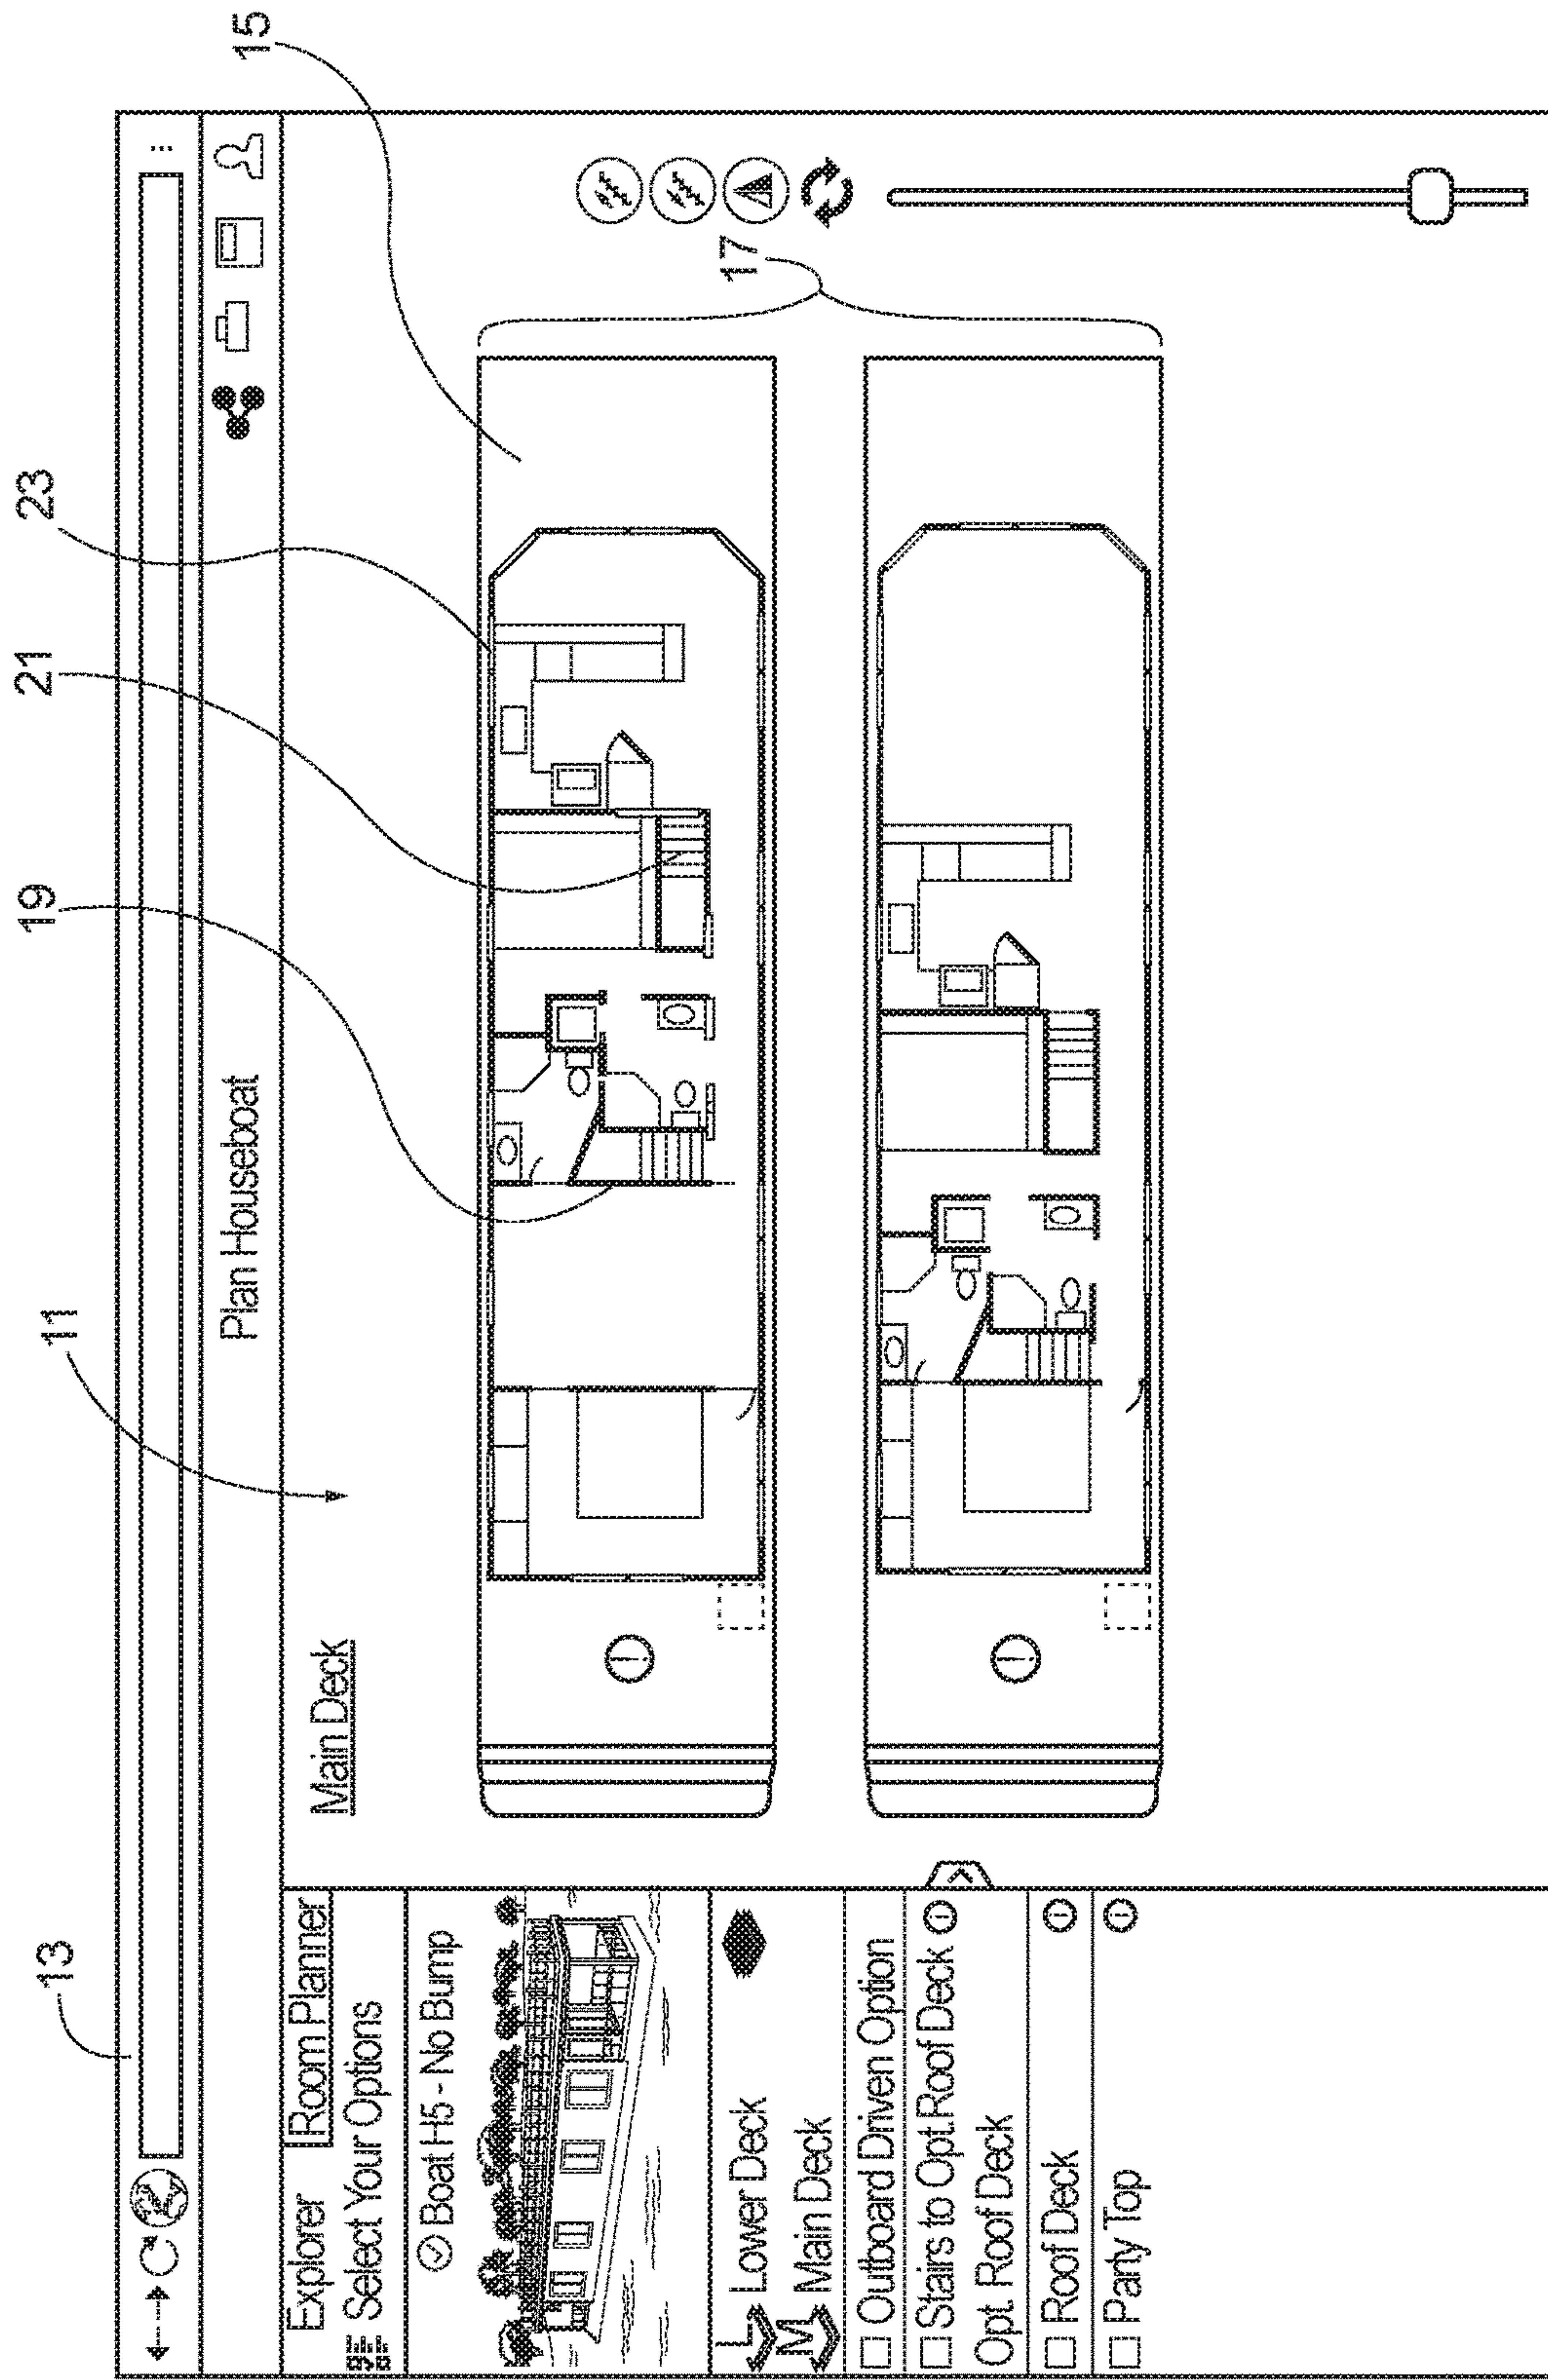 13
11
19
21
23
15
Plan Houseboat
Explorer Room Planner
Select Your Options
Boat H5 - No Bump
L Lower Deck
M Main Deck
Outboard Driven Option
Stairs to Opt.Roof Deck
Opt. Roof Deck
Roof Deck
Party Top
Main Deck
17